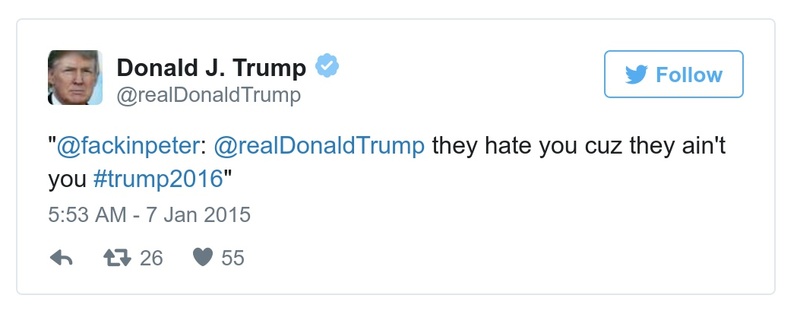 Donald J. Trump
@realDonaldTrump
Follow
"@fackinpeter: @realDonaldTrump they hate you cuz they ain't
you #trump2016"
5:53 AM - 7 Jan 2015
26 55